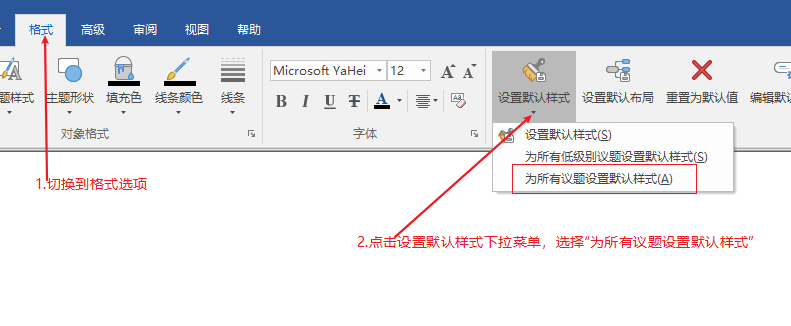 格式 高级 审阅 视图 帮助
Microsoft YaHei 12
题样式 主题形状 填充色 线条颜色 线条 B I U T A 设置默认样式 设置默认布局 重置为默认值 编辑默认
对象格式 字体
设置默认样式(S)
为所有低级别议题设置默认样式(S)
为所有议题设置默认样式(A)
1.切换到格式选项
2.点击设置默认样式下拉菜单，选择“为所有议题设置默认样式”